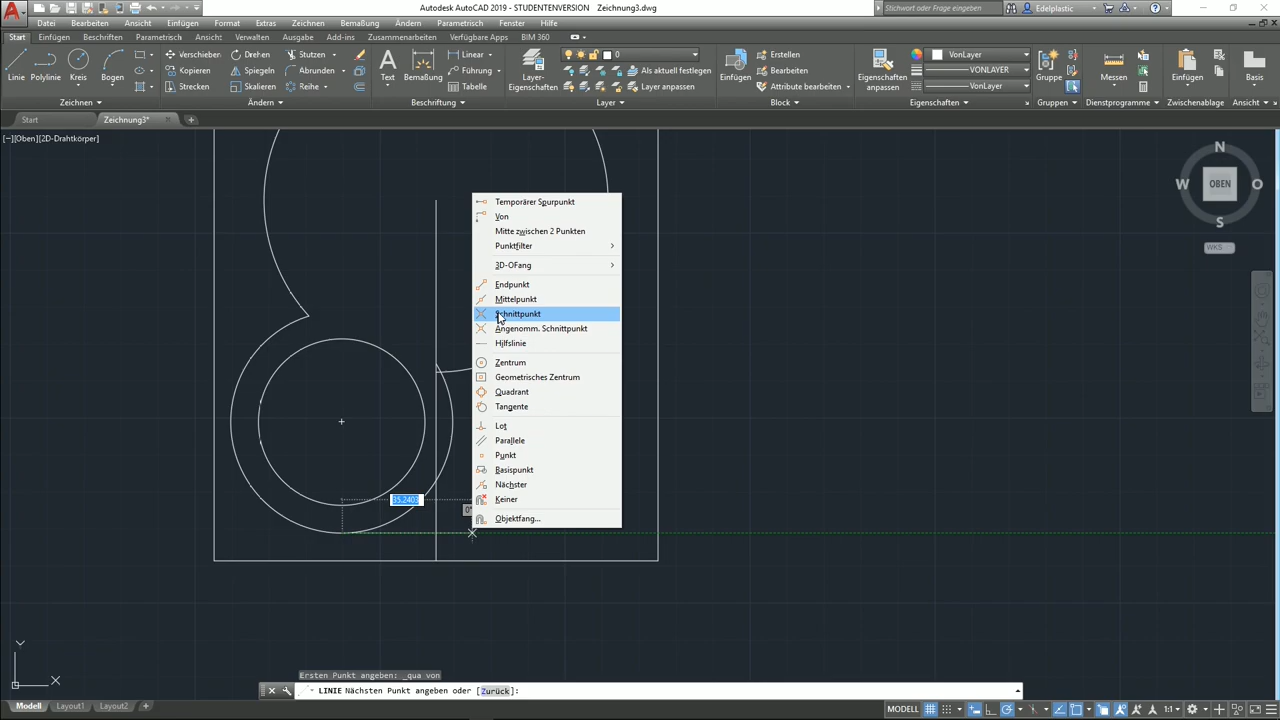 Autodesk AutoCAD 2019 - STUDENTENVERSION Zeichnung3.dwg
Stichwort oder Frage eingeben
Edelplastic
Datei Bearbeiten Ansicht Einfügen Format Extras Zeichnen Bemaßung Ändern Parametrisch Fenster Hilfe
Start Einfügen Beschriften Parametrisch Ansicht Verwalten Ausgabe Add-ins Zusammenarbeiten Verfügbare Apps BIM 360
Verschieben Drehen Stutzen Linear 0 Erstellen VonLayer
Kopieren Spiegeln Abrunden Führung Als aktuell festlegen Bearbeiten VONLAYER
Linie Polylinie Kreis Bogen Text Bemaßung Layer- Einfügen Eigenschaften Gruppe Messen Einfügen Basis
Strecken Skalieren Reihe Tabelle Eigenschaften Layer anpassen Attribute bearbeiten anpassen VonLayer
Zeichnen Ändern Beschriftung Layer Block Eigenschaften Gruppen Dienstprogramme Zwischenablage Ansicht
Start Zeichnung3*
[−][Oben][2D-Drahtkörper]
N
W OBEN O
S
WKS
Temporärer Spurpunkt
Von
Mitte zwischen 2 Punkten
Punktfilter
3D-OFang
Endpunkt
Mittelpunkt
Schnittpunkt
Angenomm. Schnittpunkt
Hilfslinie
Zentrum
Geometrisches Zentrum
Quadrant
Tangente
Lot
Parallele
Punkt
Basispunkt
Nächster
Keiner
Objektfang...
35.2403
0°
Y
X
Ersten Punkt angeben: _qua von
LINIE Nächsten Punkt angeben oder [Zurück]:
Modell Layout1 Layout2
MODELL 1:1